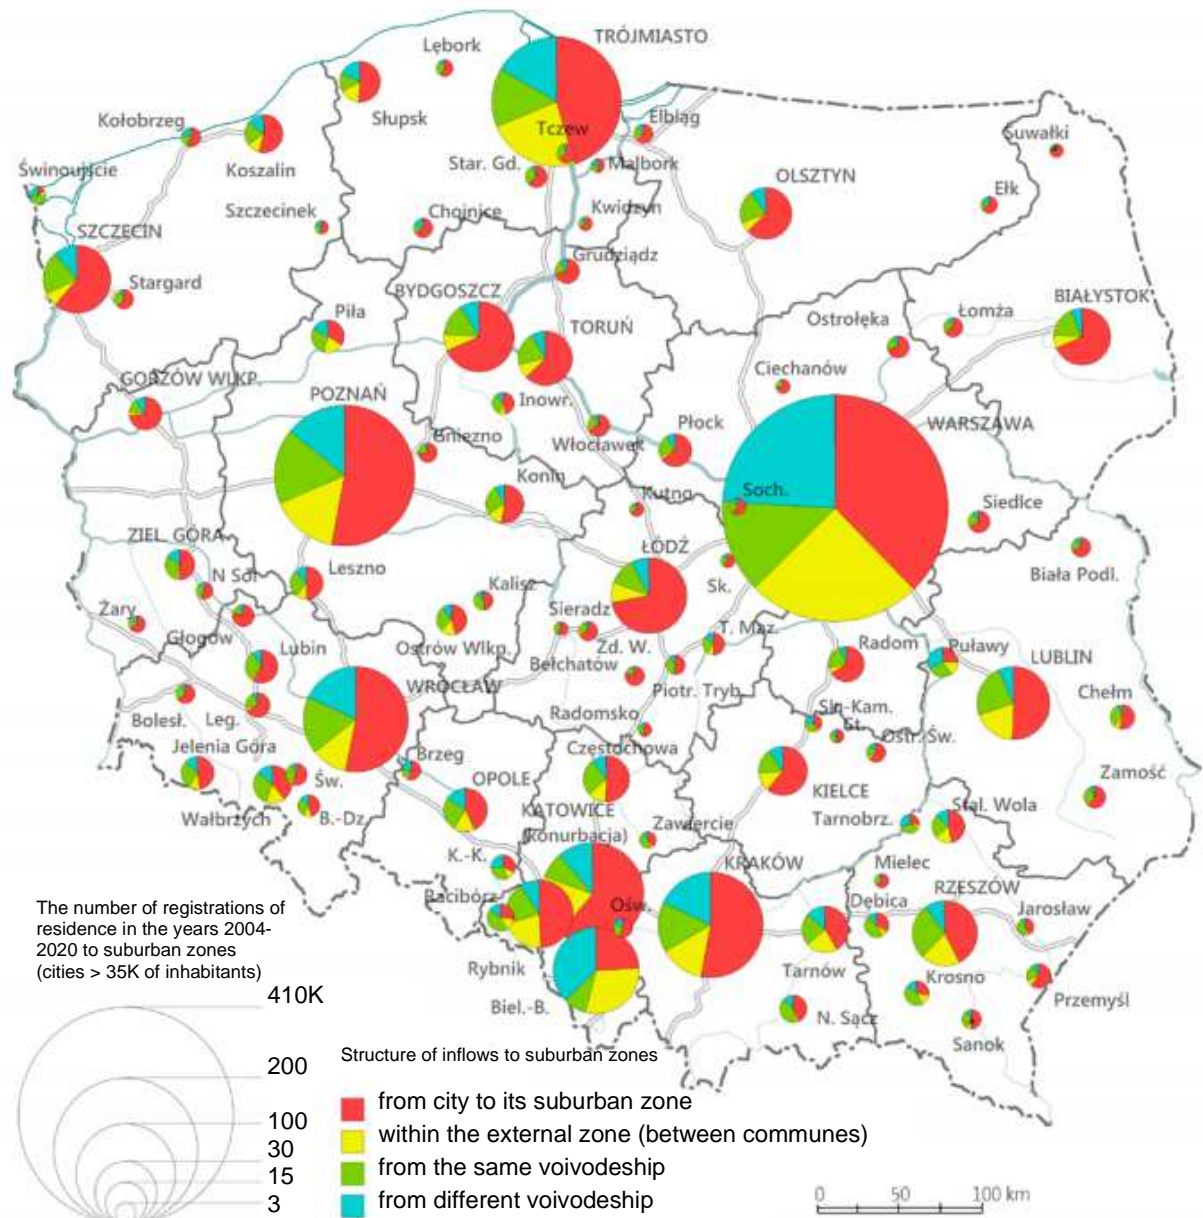 TRÓJMIASTO
Lębork
Słupsk
Kołobrzeg
Koszalin
Tczew
Elbląg
Suwałki
Star. Gd.
Malbork
Świnoujście
OLSZTYN
Ełk
Szczecinek
Chojnice
Kwidzyn
SZCZECIN
Grudziądz
Stargard
BYDGOSZCZ
BIAŁYSTOK
Piła
TORUŃ
Ostrołęka
Łomża
GORZÓW WLKP.
POZNAŃ
Ciechanów
Inowr.
WARSZAWA
Gniezno
Włocławek
Płock
Konin
Kutno
Soch.
Siedlce
ZIEL. GÓRA
ŁÓDŹ
N Sól
Leszno
Kalisz
Sk.
Biała Podl.
Żary
Sieradz
Głogów
Lubin
Ostrów Wlkp.
Zd. W.
T. Maz.
Radom
Puławy
LUBLIN
Bełchatów
Piotr. Tryb.
WROCŁAW
Chełm
Bolesł.
Leg.
Radomsko
Skn-Kam.
St.
Ostr. Św.
Jelenia Góra
Brzeg
Częstochowa
Św.
OPOLE
KIELCE
Zamość
Wałbrzych
B.-Dz.
KATOWICE
(konurbacja)
Zawiercie
Tarnobrz.
Stal. Wola
K.-K.
KRAKÓW
Mielec
Racibórz
Ośw.
Dębica
RZESZÓW
Jarosław
Rybnik
Tarnów
Krosno
Przemyśl
Biel.-B.
N. Sącz
Sanok
The number of registrations of
residence in the years 2004-
2020 to suburban zones
(cities > 35K of inhabitants)
410K
200
100
30
15
3
Structure of inflows to suburban zones
from city to its suburban zone
within the external zone (between communes)
from the same voivodeship
from different voivodeship
0 50 100 km